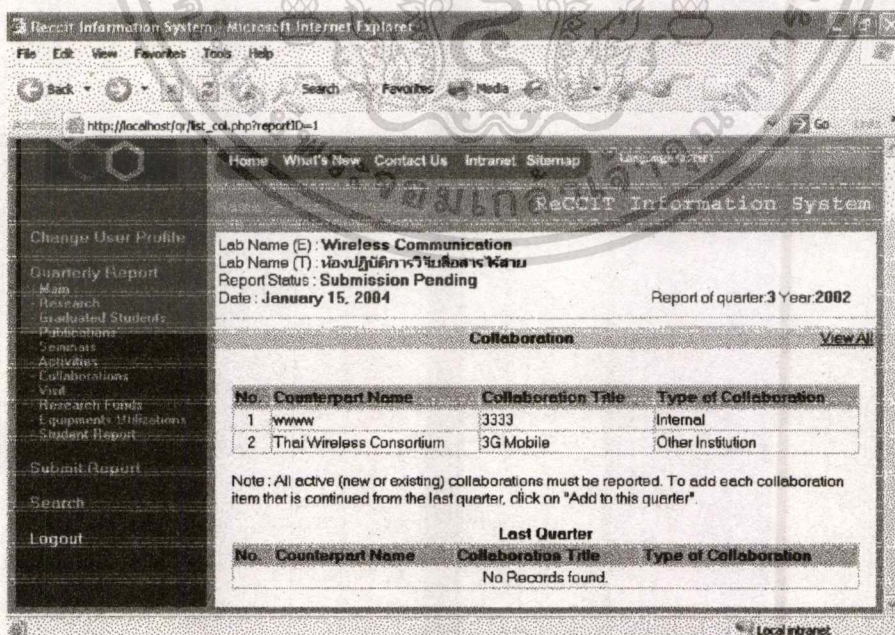 Reccit Information System - Microsoft Internet Explorer
File Edit View Favorites Tools Help
Back Search Favorites Media
http://localhost/qr/list_col.php?reportID=1 Go
Home What's New Contact Us Intranet Sitemap
ReCCIT Information System
Change User Profile
Quarterly Report
Main
Research
Graduated Students
Publications
Seminars
Activities
Collaborations
Visit
Research Funds
Equipments Utilizations
Student Report
Submit Report
Search
Logout
Lab Name (E) : Wireless Communication
Lab Name (T) : ห้องปฏิบัติการวิจัยสื่อสารไร้สาย
Report Status : Submission Pending
Date : January 15, 2004 Report of quarter:3 Year:2002
Collaboration View All
No. Counterpart Name Collaboration Title Type of Collaboration
1 wwww 3333 Internal
2 Thai Wireless Consortium 3G Mobile Other Institution
Note : All active (new or existing) collaborations must be reported. To add each collaboration
item that is continued from the last quarter, click on "Add to this quarter".
Last Quarter
No. Counterpart Name Collaboration Title Type of Collaboration
No Records found.
Local intranet